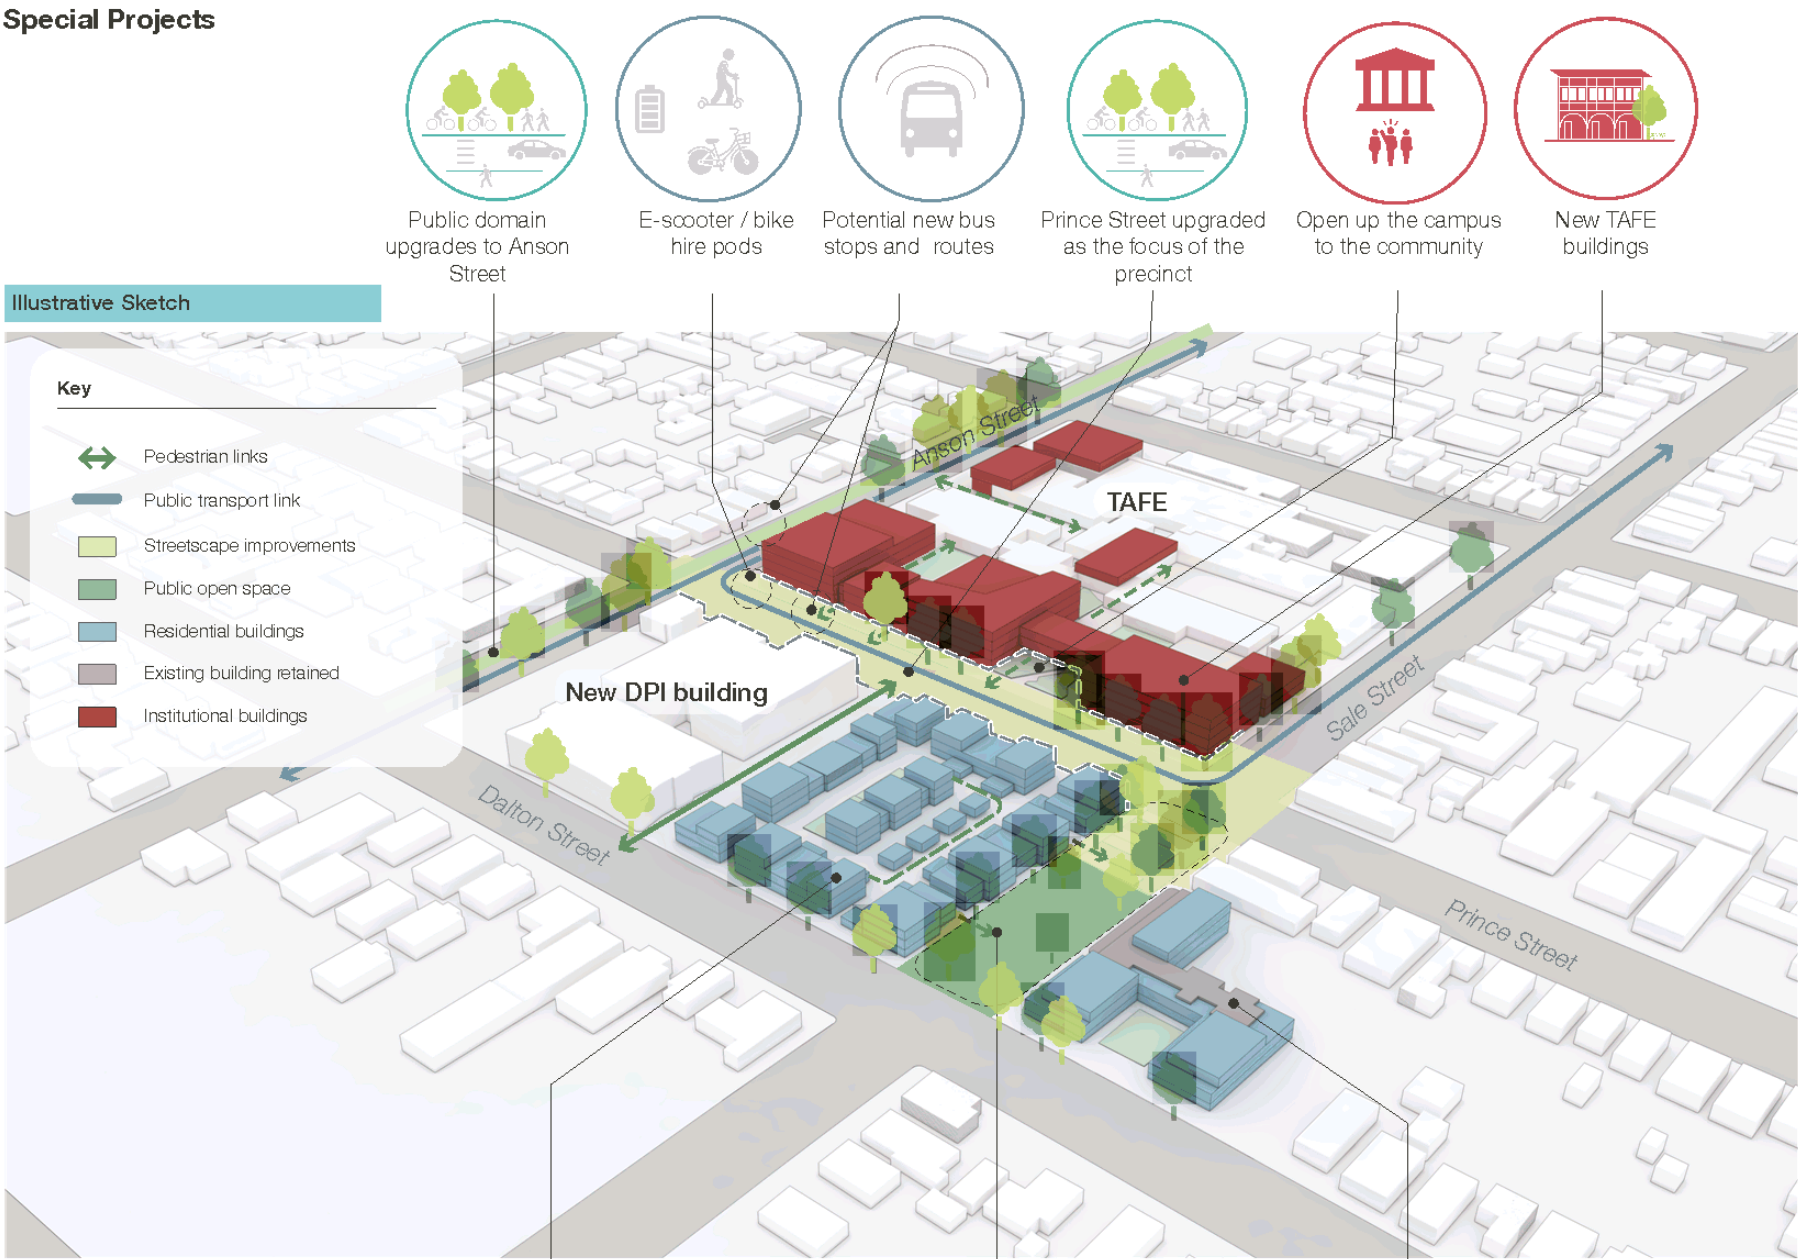 Special Projects
Public domain
upgrades to Anson
Street
E-scooter / bike
hire pods
Potential new bus
stops and routes
Prince Street upgraded
as the focus of the
precinct
Open up the campus
to the community
New TAFE
buildings
Illustrative Sketch
Key
Pedestrian links
Public transport link
Streetscape improvements
Public open space
Residential buildings
Existing building retained
Institutional buildings
Anson Street
TAFE
New DPI building
Sale Street
Dalton Street
Prince Street